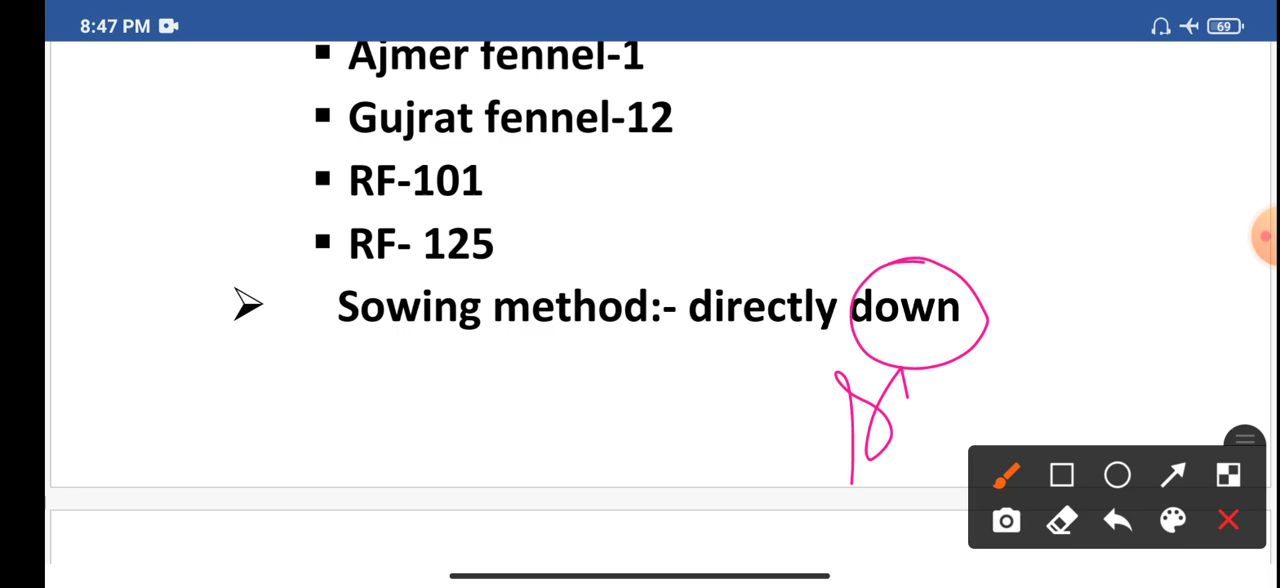 8:47 PM 69
Ajmer fennel-1
Gujrat fennel-12
RF-101
RF- 125
Sowing method:- directly down